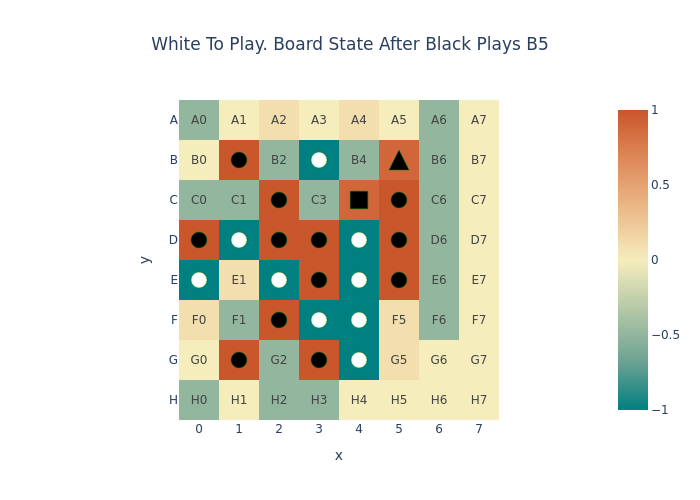 White To Play. Board State After Black Plays B5
A A0 A1 A2 A3 A4 A5 A6 A7
B B0 B2 B4 B6 B7
C C0 C1 C3 C6 C7
D D6 D7
E E1 E6 E7
F F0 F1 F5 F6 F7
G G0 G2 G5 G6 G7
H H0 H1 H2 H3 H4 H5 H6 H7
0 1 2 3 4 5 6 7
x
y
1
0.5
0
−0.5
−1